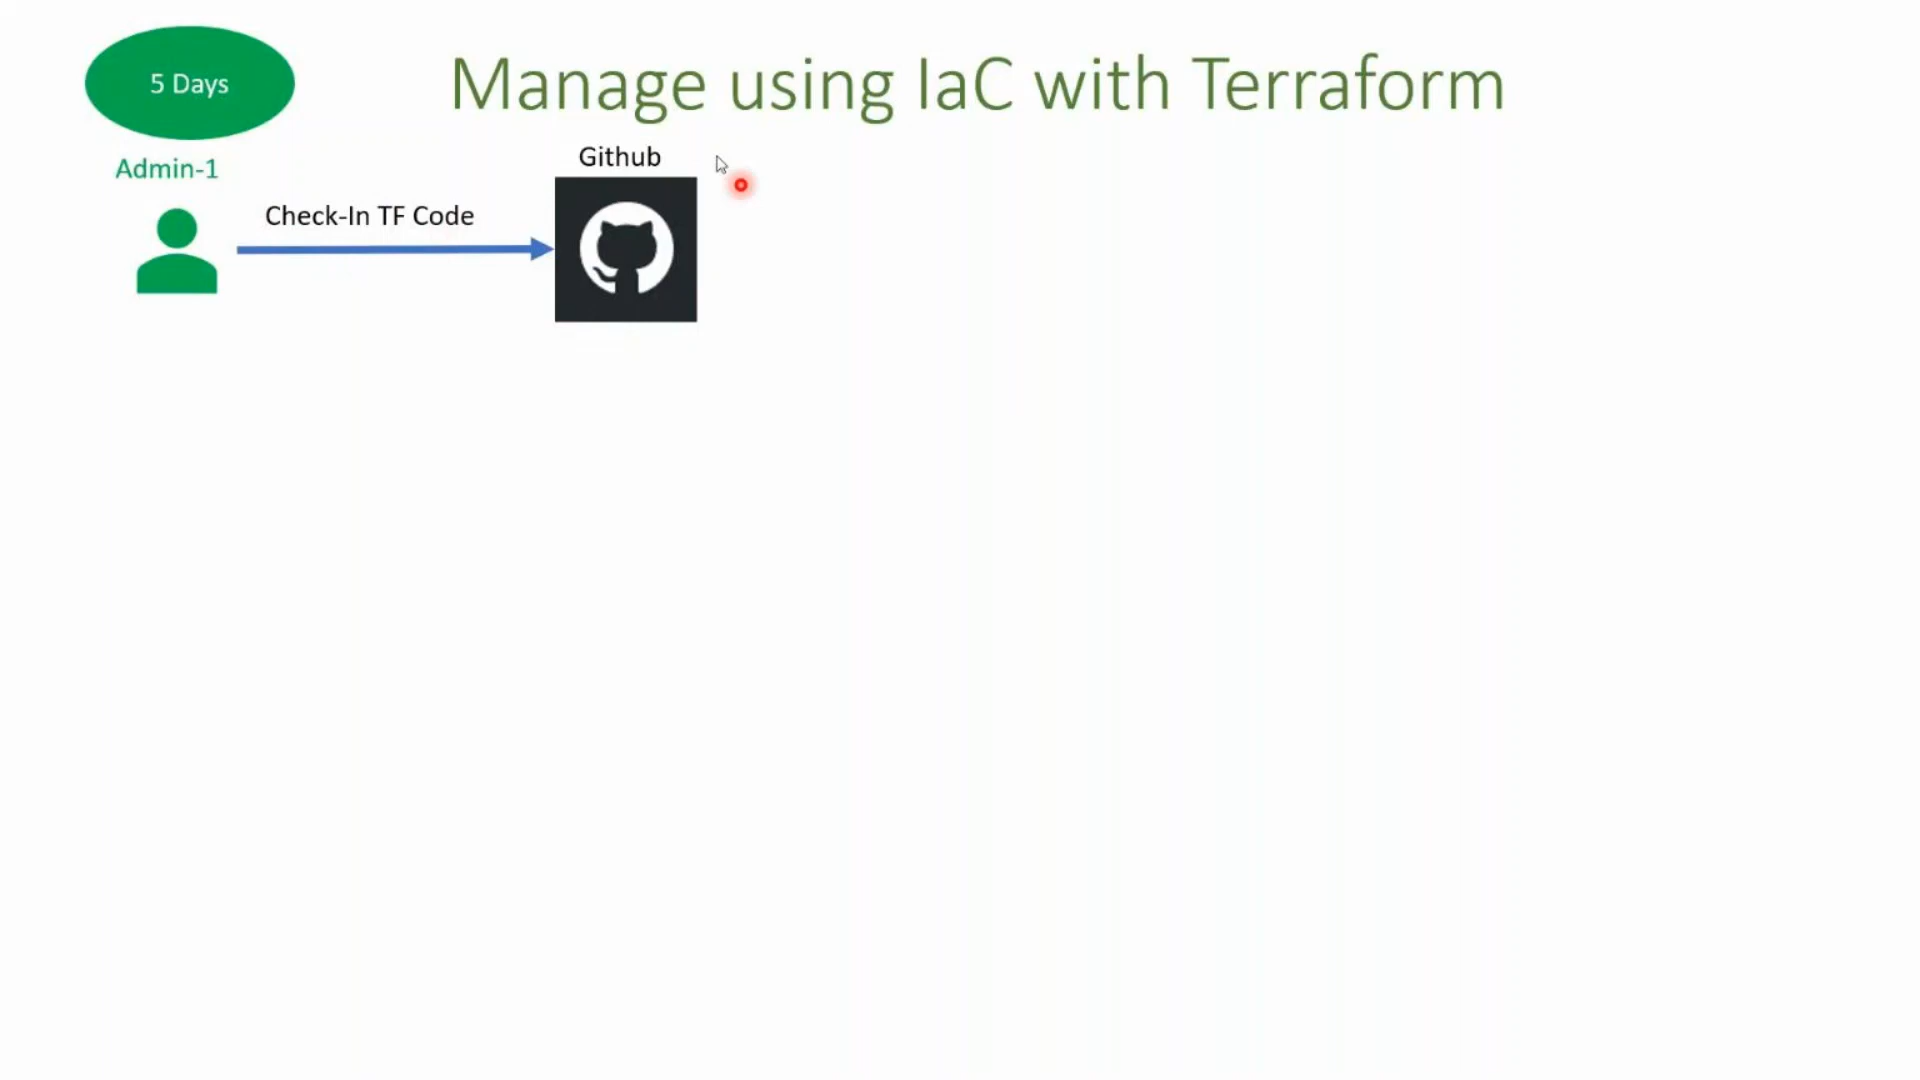 5 Days
Manage using IaC with Terraform
Admin-1
Github
Check-In TF Code